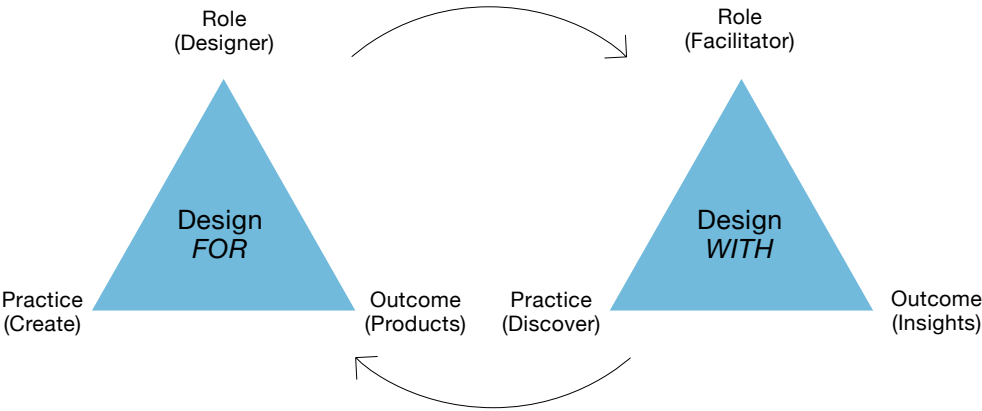 Role
(Designer)
Design
FOR
Practice
(Create)
Outcome
(Products)
Role
(Facilitator)
Design
WITH
Practice
(Discover)
Outcome
(Insights)